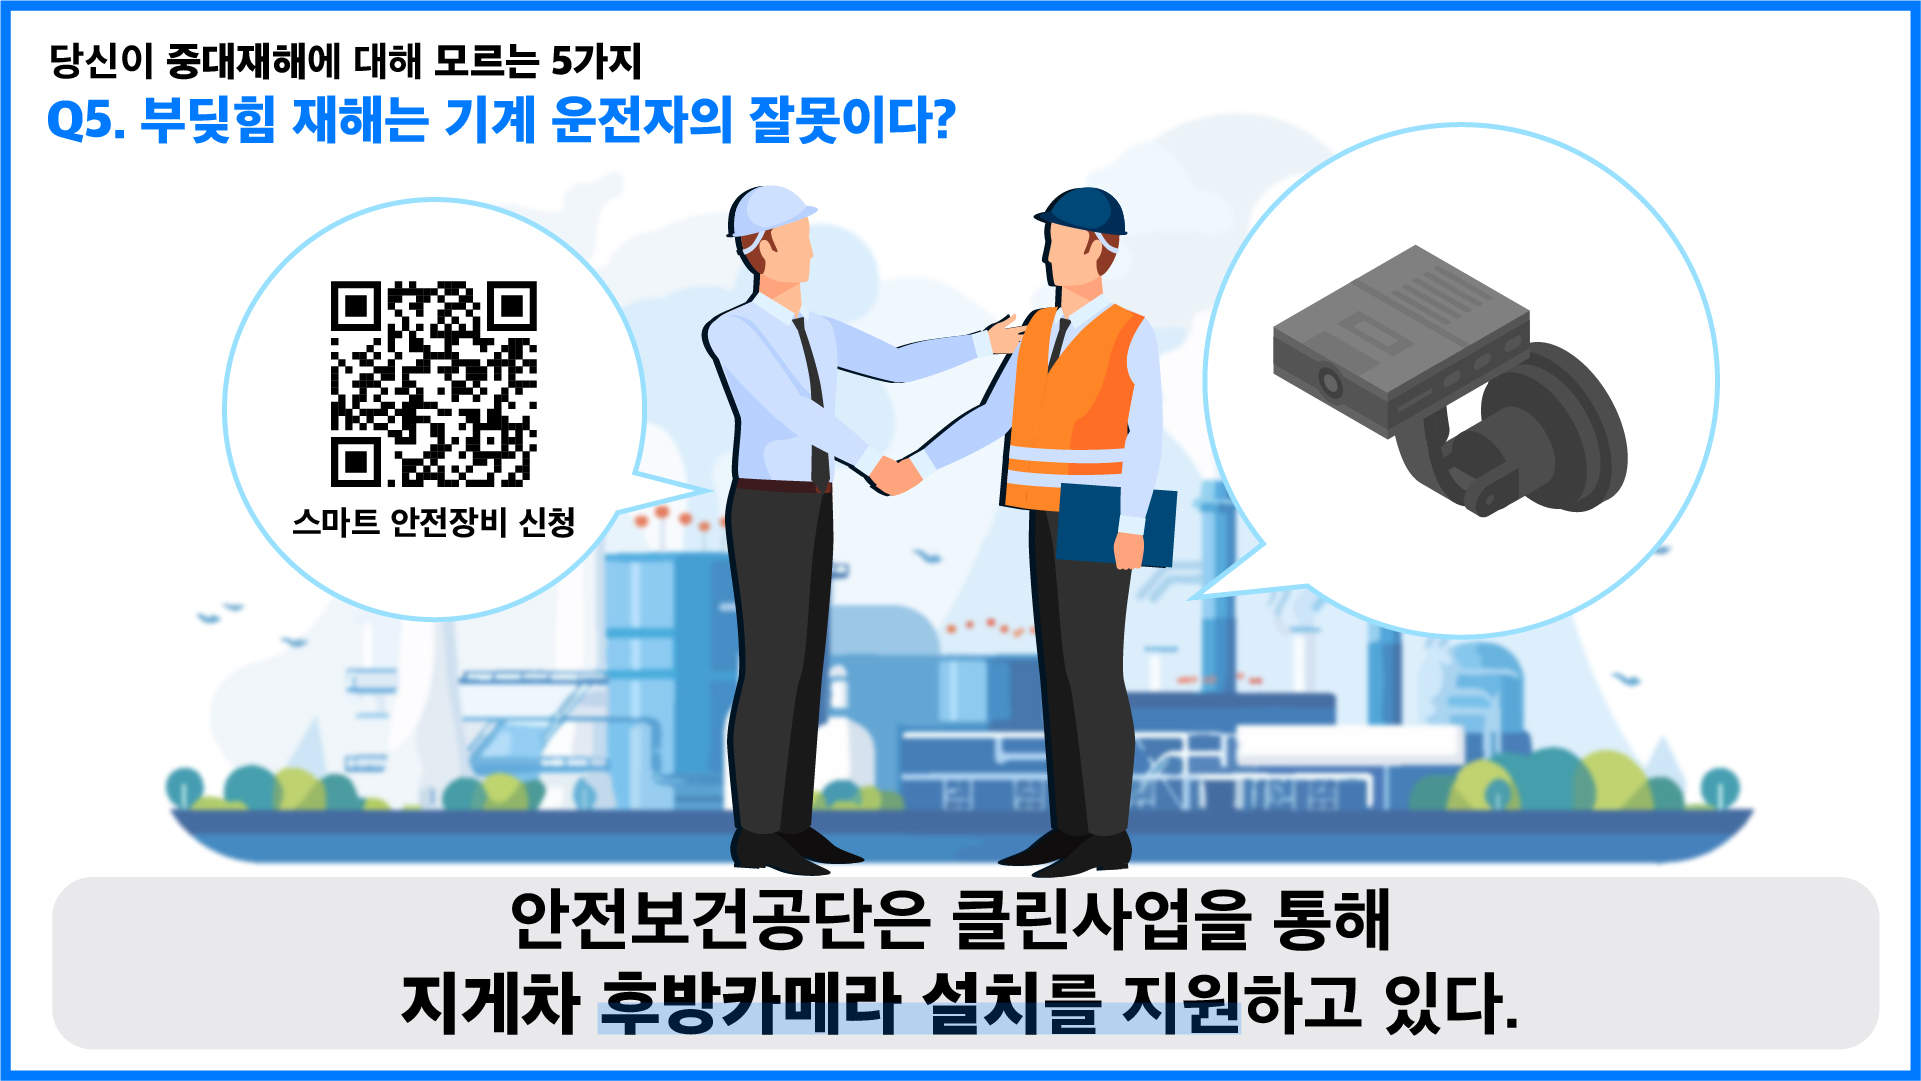 당신이 중대재해에 대해 모르는 5가지
Q5. 부딪힘 재해는 기계 운전자의 잘못이다?
스마트 안전장비 신청
안전보건공단은 클린사업을 통해
지게차 후방카메라 설치를 지원하고 있다.